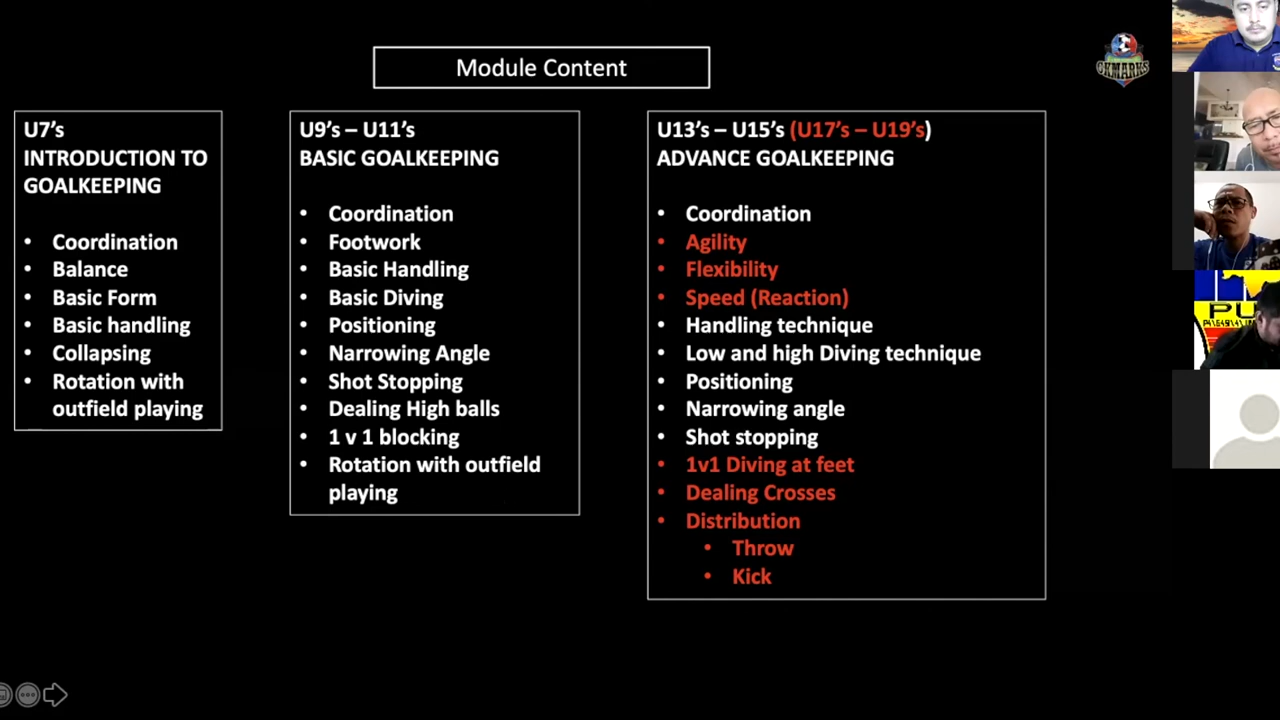 Module Content
GKMARKS
U7's
INTRODUCTION TO
GOALKEEPING
• Coordination
• Balance
• Basic Form
• Basic handling
• Collapsing
• Rotation with
outfield playing
U9's – U11's
BASIC GOALKEEPING
• Coordination
• Footwork
• Basic Handling
• Basic Diving
• Positioning
• Narrowing Angle
• Shot Stopping
• Dealing High balls
• 1 v 1 blocking
• Rotation with outfield
playing
U13's – U15's (U17's – U19's)
ADVANCE GOALKEEPING
• Coordination
• Agility
• Flexibility
• Speed (Reaction)
• Handling technique
• Low and high Diving technique
• Positioning
• Narrowing angle
• Shot stopping
• 1v1 Diving at feet
• Dealing Crosses
• Distribution
• Throw
• Kick
PU